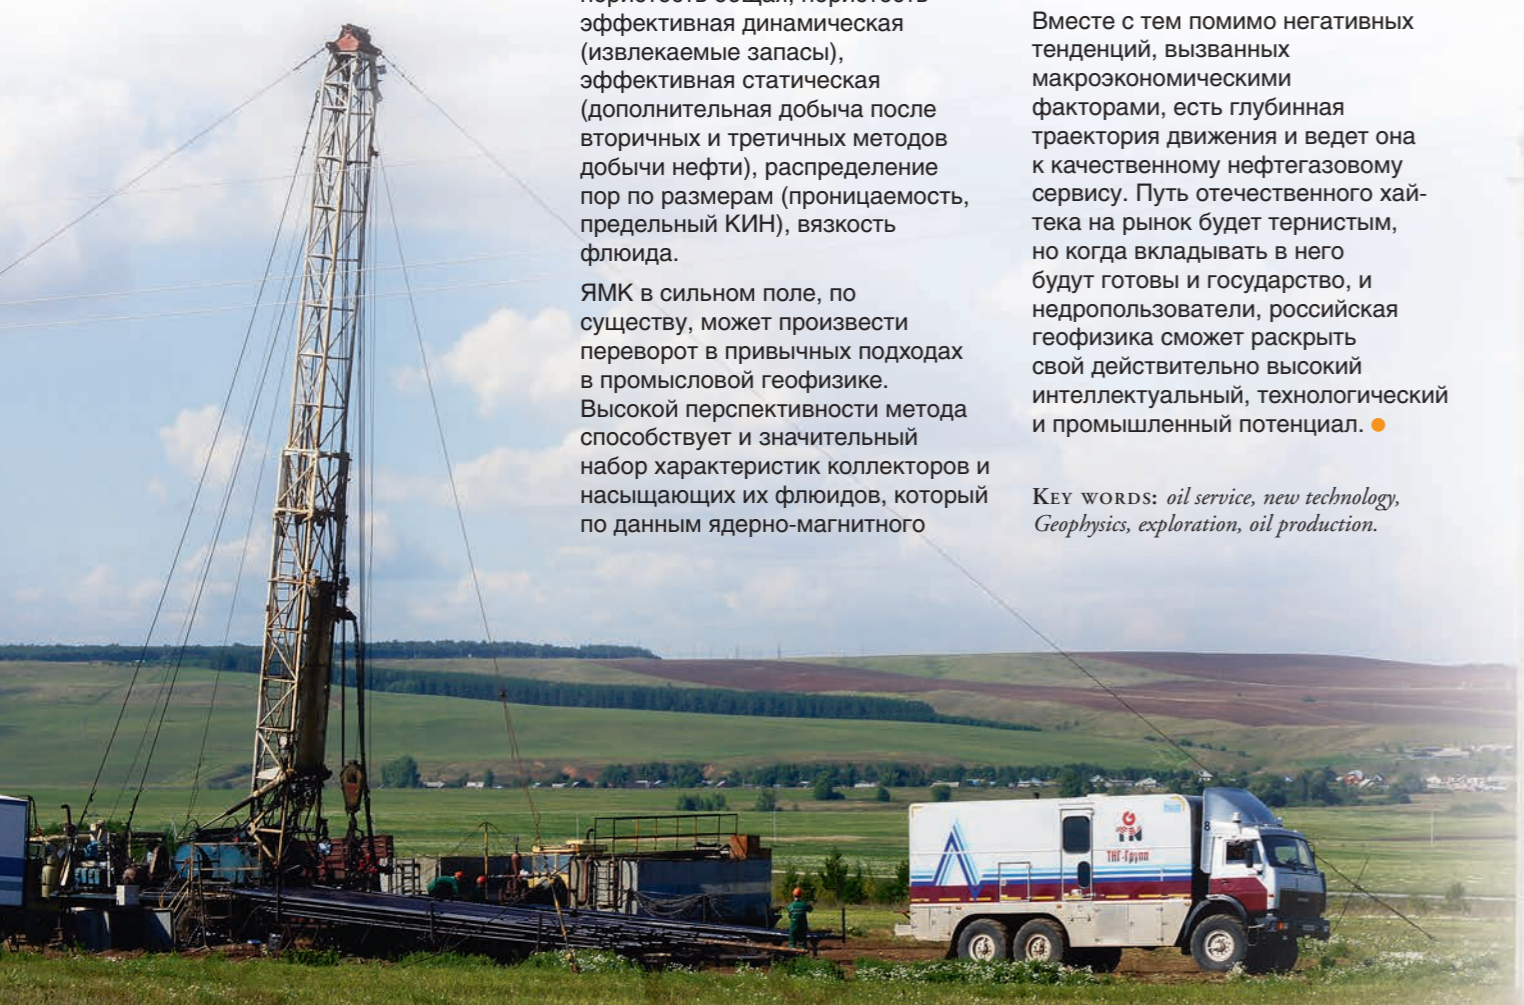 эффективная динамическая
(извлекаемые запасы),
эффективная статическая
(дополнительная добыча после
вторичных и третичных методов
добычи нефти), распределение
пор по размерам (проницаемость,
предельный КИН), вязкость
флюида.
ЯМК в сильном поле, по
существу, может произвести
переворот в привычных подходах
в промысловой геофизике.
Высокой перспективности метода
способствует и значительный
набор характеристик коллекторов и
насыщающих их флюидов, который
по данным ядерно-магнитного
Вместе с тем помимо негативных
тенденций, вызванных
макроэкономическими
факторами, есть глубинная
траектория движения и ведет она
к качественному нефтегазовому
сервису. Путь отечественного хай-
тека на рынок будет тернистым,
но когда вкладывать в него
будут готовы и государство, и
недропользователи, российская
геофизика сможет раскрыть
свой действительно высокий
интеллектуальный, технологический
и промышленный потенциал.
KEY WORDS: oil service, new technology,
Geophysics, exploration, oil production.
ТНГ-Групп
8